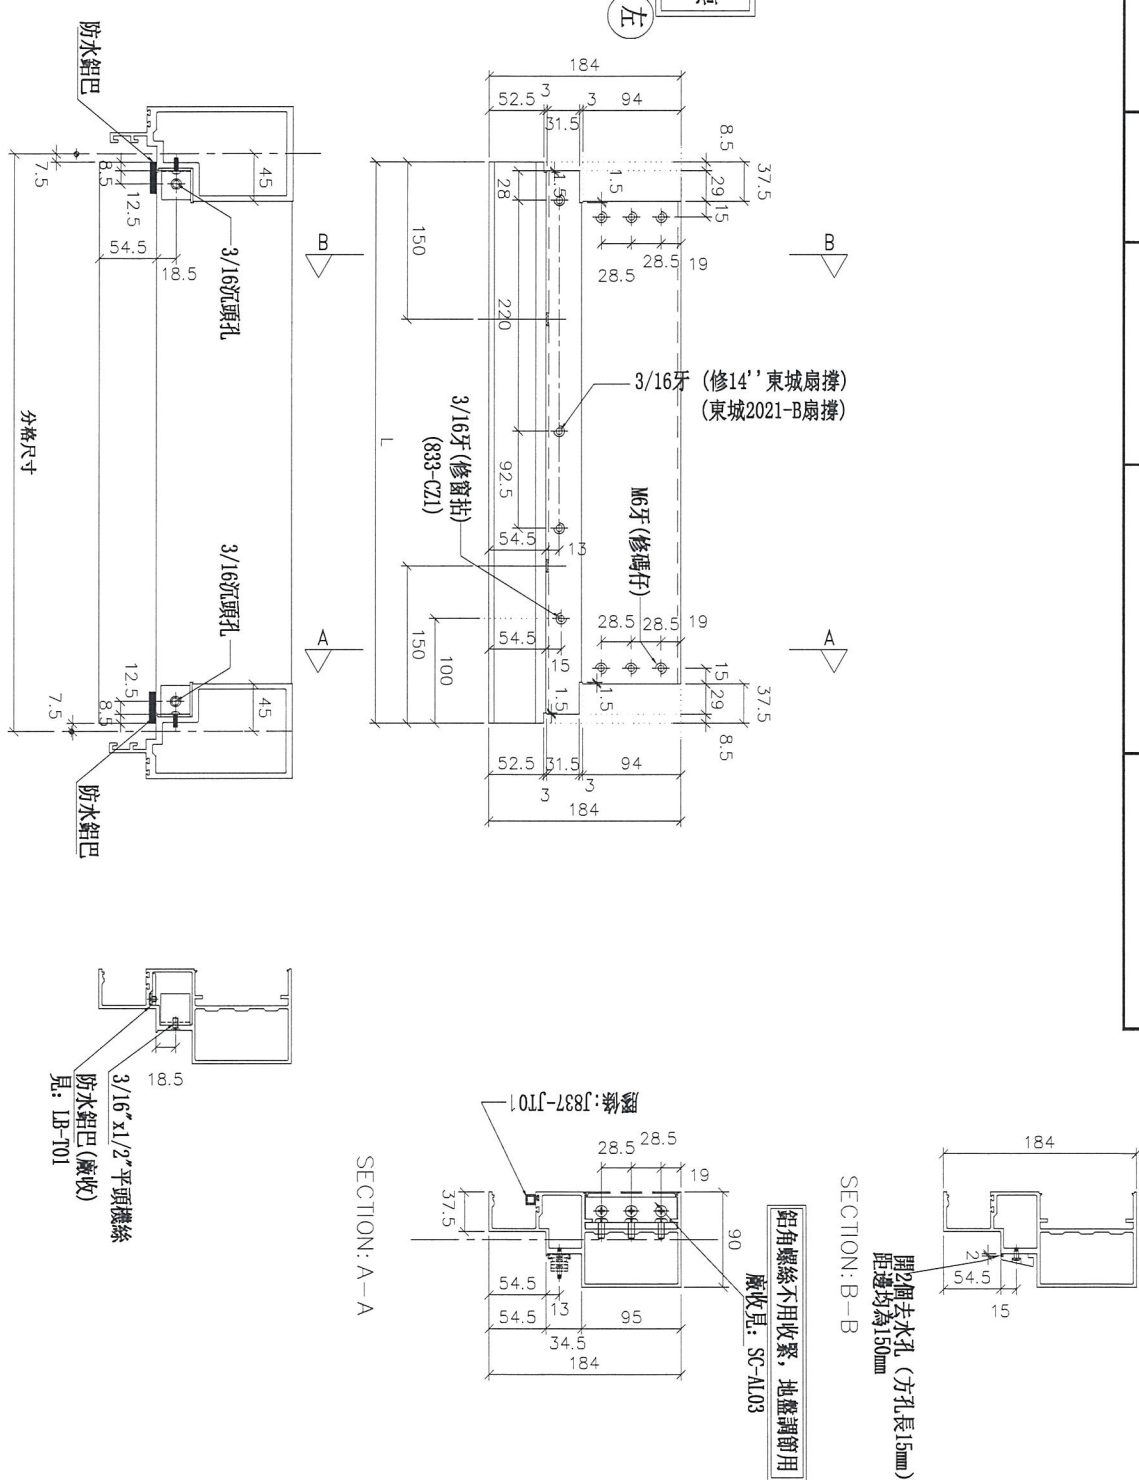 左
184
52.5
3
31.5
3
94
8.5
37.5
29
15
1.5
1.5
28
28.5
28.5
19
150
220
92.5
54.5
13
54.5
15
150
100
L
B
B
A
A
3/16牙 (修14''東城扇撐)
(東城2021-B扇撐)
3/16牙(修窗拈)
(833-CZ1)
M6牙(修碼仔)
28.5
28.5
19
15
1.5
1.5
29
37.5
8.5
52.5
31.5
94
3
3
184
防水鋁巴
7.5
8.5
12.5
45
54.5
18.5
3/16沉頭孔
分格尺寸
3/16沉頭孔
12.5
8.5
7.5
45
防水鋁巴
18.5
3/16"x1/2"平頭機絲
防水鋁巴(廠收)
見: LB-T01
膠條:J837-JT01
28.5
28.5
19
37.5
90
54.5
13
54.5
34.5
95
184
SECTION:A-A
鋁角螺絲不用收緊, 地盤調節用
廠收見: SC-AL03
184
2
54.5
15
SECTION:B-B
開2個去水孔 (方孔長15mm)
距邊均為150mm